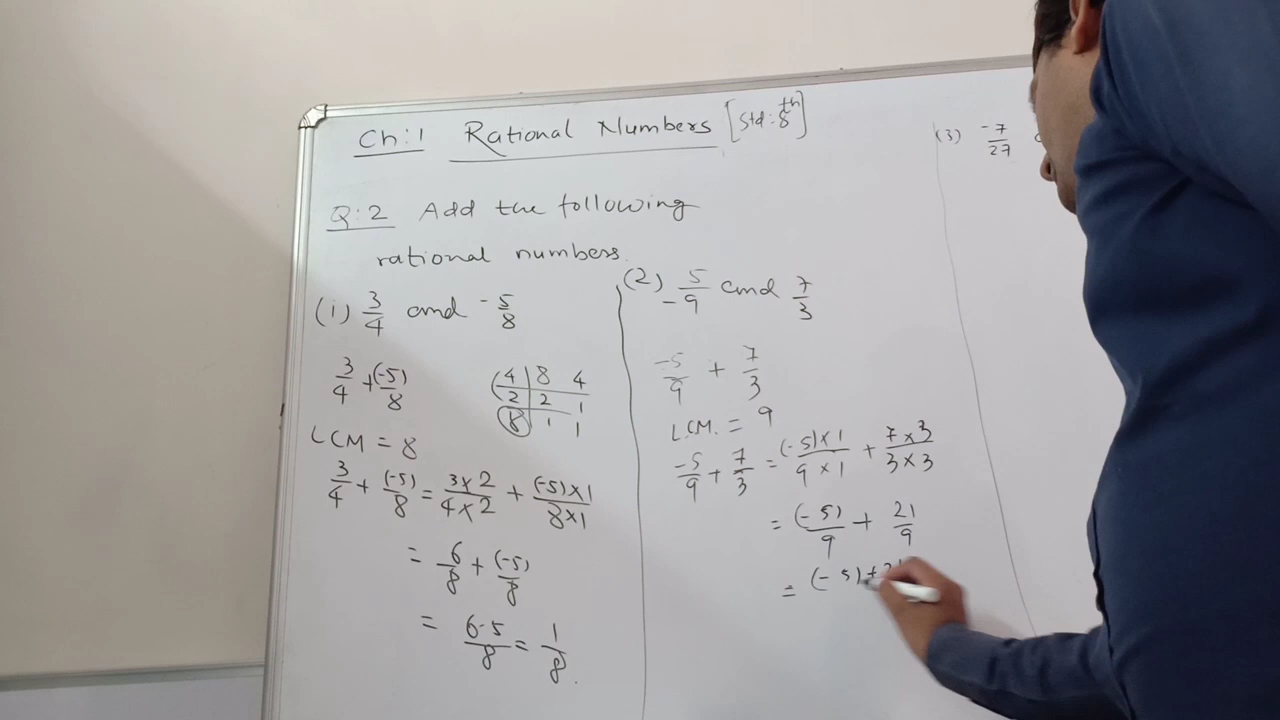 Ch:1 Rational Numbers [Std:8th]
Q:2 Add the following
rational numbers.
(1) 3/4 and -5/8
3/4 + (-5)/8
4 | 8 4
2 | 2 1
8 | 1 1
LCM = 8
3/4 + (-5)/8 = 3×2/4×2 + (-5)×1/8×1
= 6/8 + (-5)/8
= 6-5/8 = 1/8.
(2) 5/-9 and 7/3
-5/9 + 7/3
L.C.M. = 9
-5/9 + 7/3 = (-5)×1/9×1 + 7×3/3×3
= (-5)/9 + 21/9
= (-5)+21
(3) -7/27